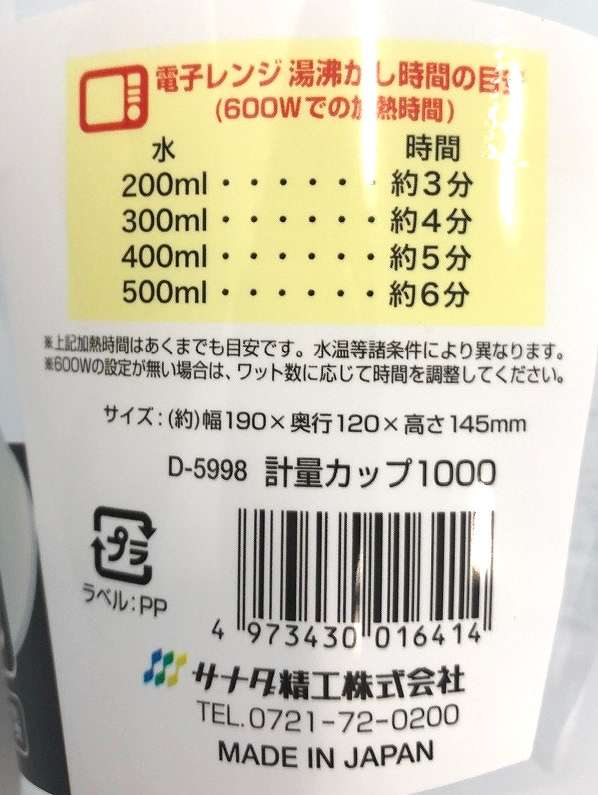 電子レンジ 湯沸かし時間の目安
(600Wでの加熱時間)
水 時間
200ml・・・・・・約3分
300ml・・・・・・約4分
400ml・・・・・・約5分
500ml・・・・・・約6分
※上記加熱時間はあくまでも目安です。水温等諸条件により異なります。
※600Wの設定が無い場合は、ワット数に応じて時間を調整してください。
サイズ:(約)幅190×奥行120×高さ145mm
D-5998 計量カップ1000
プラ
ラベル:PP
4 973430 016414
サナダ精工株式会社
TEL.0721-72-0200
MADE IN JAPAN